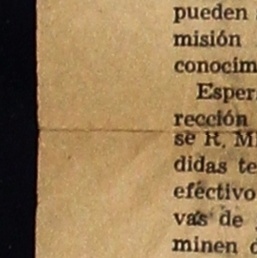 pueden
misión
conocim
Esper
rección
se R, M
didas te
efectivo
vas de
minen d